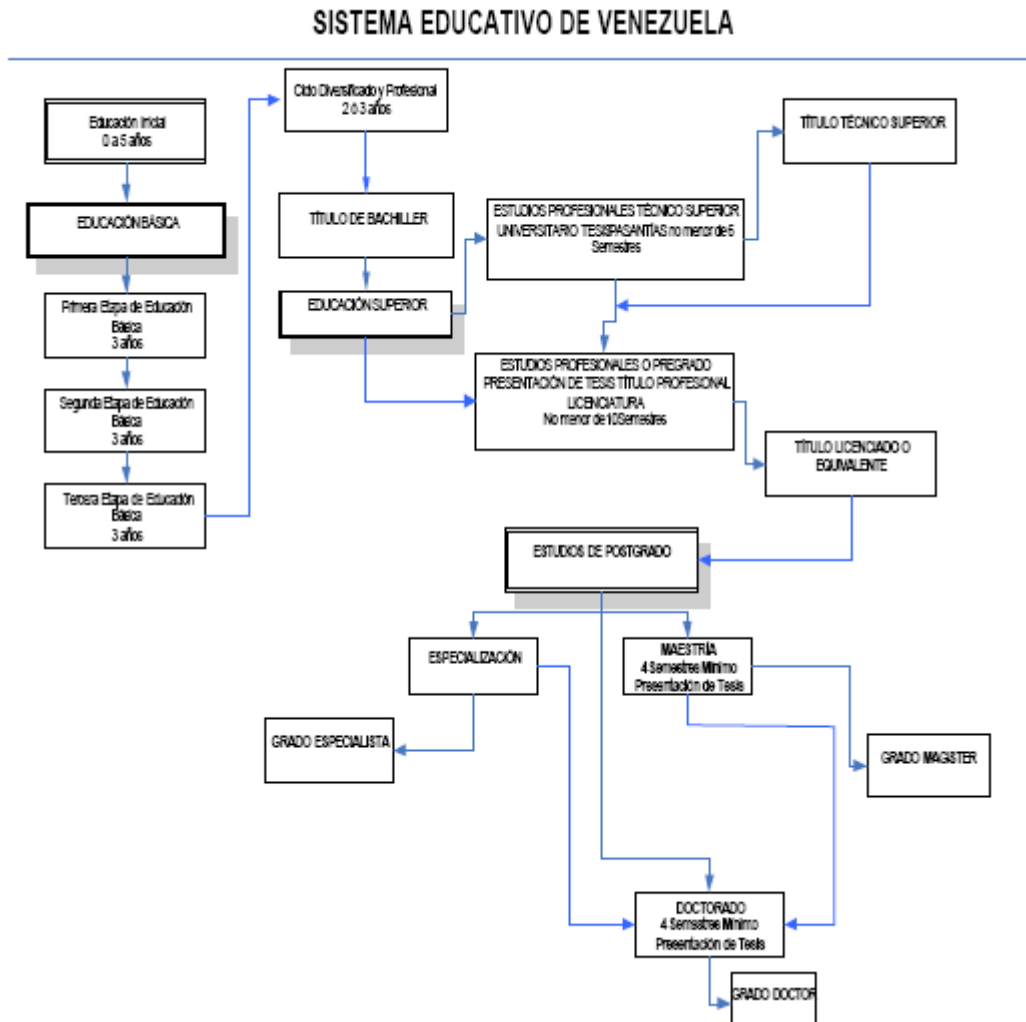 SISTEMA EDUCATIVO DE VENEZUELA
Educación Inicial
0 a 5 años
EDUCACIÓN BÁSICA
Primera Etapa de Educación
Básica
3 años
Segunda Etapa de Educación
Básica
3 años
Tercera Etapa de Educación
Básica
3 años
Ciclo Diversificado y Profesional
2 ó 3 años
TÍTULO DE BACHILLER
EDUCACIÓN SUPERIOR
ESTUDIOS PROFESIONALES TÉCNICO SUPERIOR
UNIVERSITARIO TESISPASANTÍAS no menor de 6
Semestres
TÍTULO TÉCNICO SUPERIOR
ESTUDIOS PROFESIONALES O PREGRADO
PRESENTACIÓN DE TESIS TÍTULO PROFESIONAL
LICENCIATURA
No menor de 10 Semestres
TÍTULO LICENCIADO O
EQUIVALENTE
ESTUDIOS DE POSTGRADO
ESPECIALIZACIÓN
MAESTRÍA
4 Semestres Mínimo
Presentación de Tesis
GRADO ESPECIALISTA
GRADO MAGISTER
DOCTORADO
4 Semestres Mínimo
Presentación de Tesis
GRADO DOCTOR